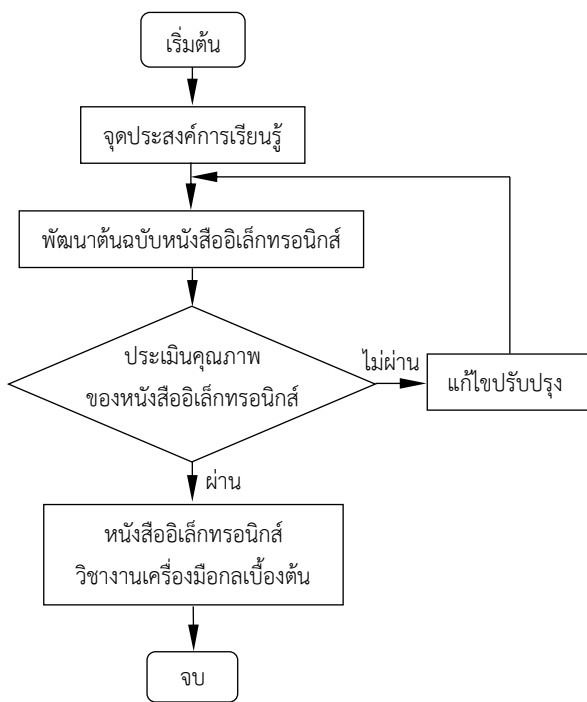 เริ่มต้น
จุดประสงค์การเรียนรู้
พัฒนาต้นฉบับหนังสืออิเล็กทรอนิกส์
ประเมินคุณภาพ
ของหนังสืออิเล็กทรอนิกส์
ไม่ผ่าน
แก้ไขปรับปรุง
ผ่าน
หนังสืออิเล็กทรอนิกส์
วิชางานเครื่องมือกลเบื้องต้น
จบ